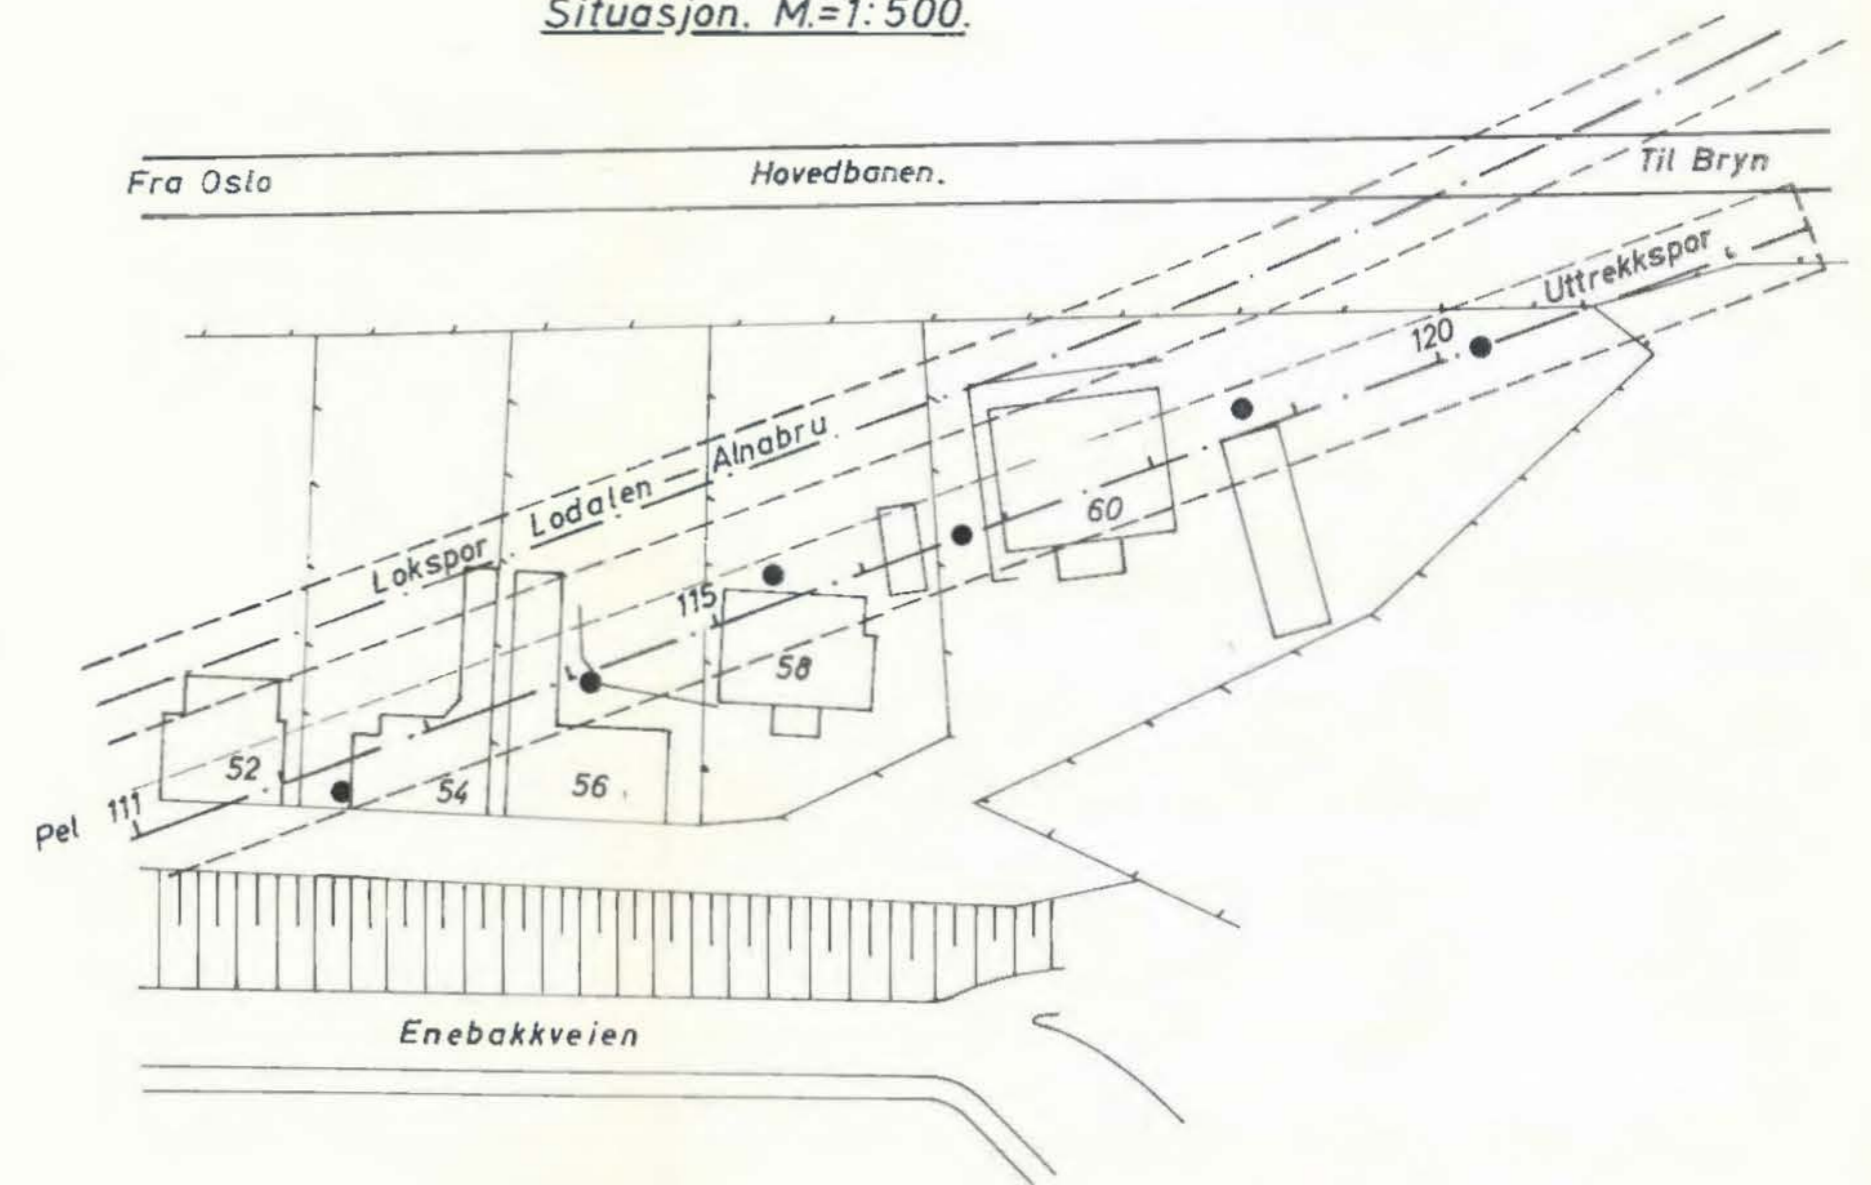 Situasjon. M.=1:500.
Fra Oslo
Hovedbanen.
Til Bryn
Uttrekkspor
120
Lokspor Lodalen - Alnabru
60
115
58
52
54
56
Pel 111
Enebakkveien